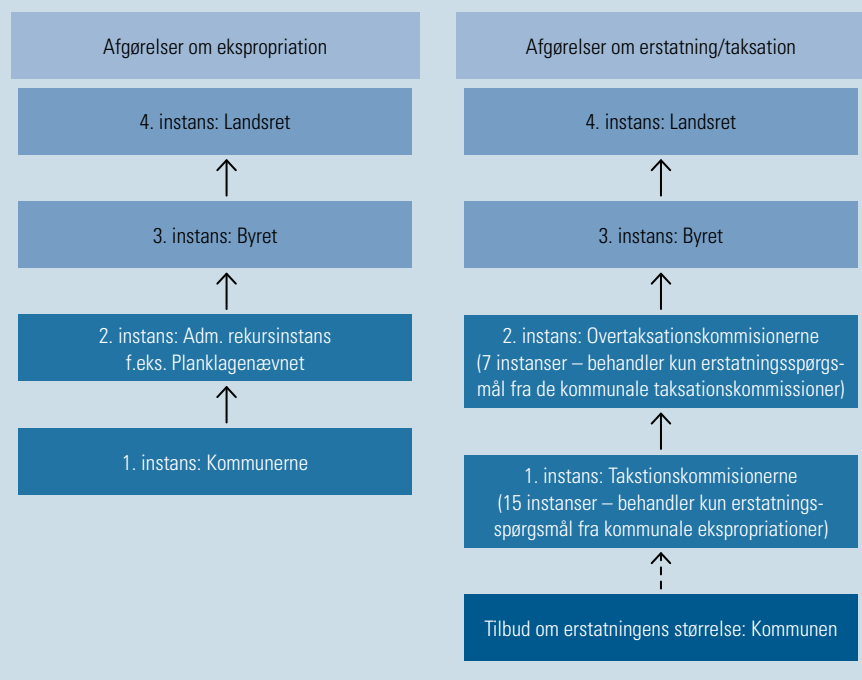 Afgørelser om ekspropriation
4. instans: Landsret
3. instans: Byret
2. instans: Adm. rekursinstans
f.eks. Planklagenævnet
1. instans: Kommunerne
Afgørelser om erstatning/taksation
4. instans: Landsret
3. instans: Byret
2. instans: Overtaksationskommisionerne
(7 instanser – behandler kun erstatningsspørgs-
mål fra de kommunale taksationskommissioner)
1. instans: Takstionskommisionerne
(15 instanser – behandler kun erstatnings-
spørgsmål fra kommunale ekspropriationer)
Tilbud om erstatningens størrelse: Kommunen